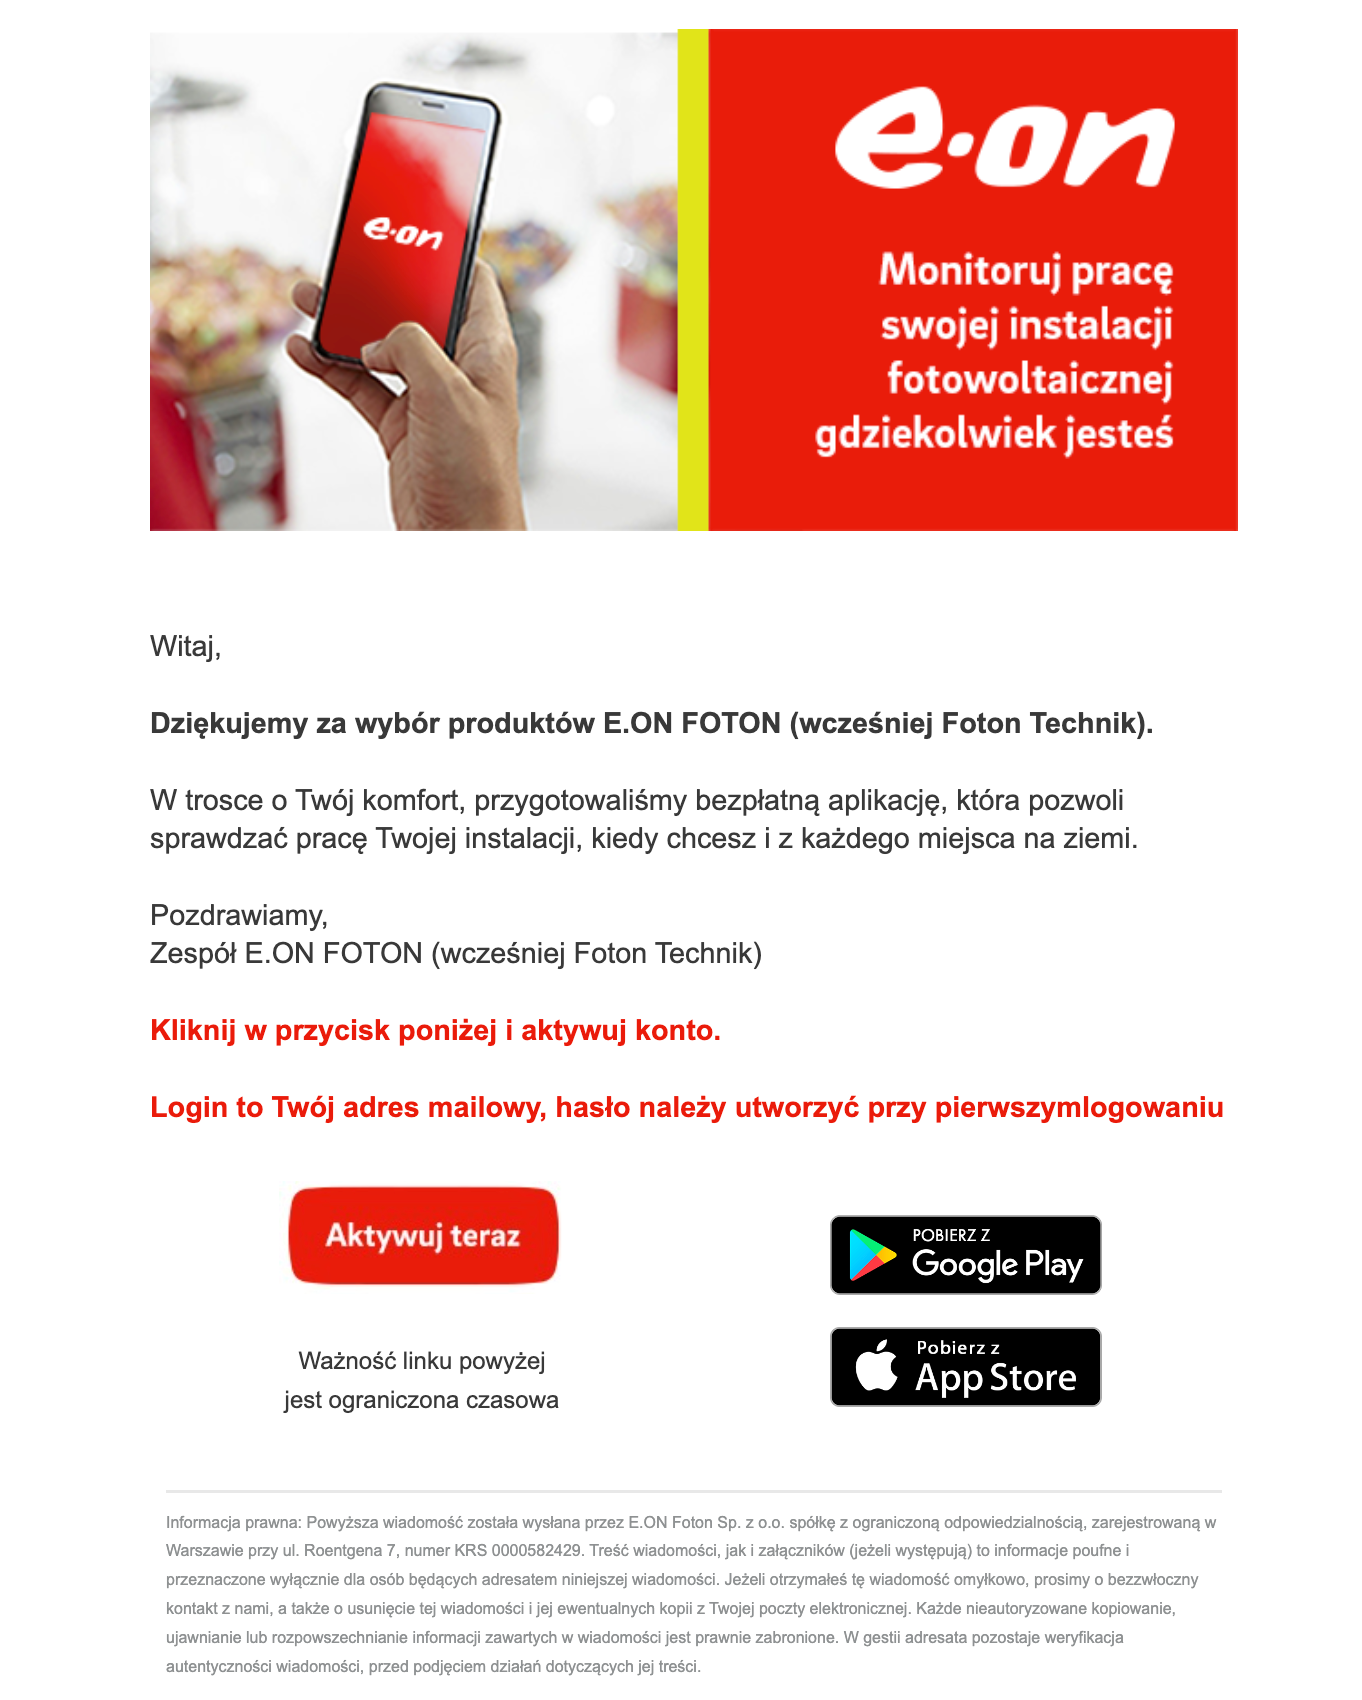 e·on
e·on
Monitoruj pracę
swojej instalacji
fotowoltaicznej
gdziekolwiek jesteś
Witaj,
Dziękujemy za wybór produktów E.ON FOTON (wcześniej Foton Technik).
W trosce o Twój komfort, przygotowaliśmy bezpłatną aplikację, która pozwoli
sprawdzać pracę Twojej instalacji, kiedy chcesz i z każdego miejsca na ziemi.
Pozdrawiamy,
Zespół E.ON FOTON (wcześniej Foton Technik)
Kliknij w przycisk poniżej i aktywuj konto.
Login to Twój adres mailowy, hasło należy utworzyć przy pierwszymlogowaniu
Aktywuj teraz
Ważność linku powyżej
jest ograniczona czasowa
POBIERZ Z
Google Play
Pobierz z
App Store
Informacja prawna: Powyższa wiadomość została wysłana przez E.ON Foton Sp. z o.o. spółkę z ograniczoną odpowiedzialnością, zarejestrowaną w
Warszawie przy ul. Roentgena 7, numer KRS 0000582429. Treść wiadomości, jak i załączników (jeżeli występują) to informacje poufne i
przeznaczone wyłącznie dla osób będących adresatem niniejszej wiadomości. Jeżeli otrzymałeś tę wiadomość omyłkowo, prosimy o bezzwłoczny
kontakt z nami, a także o usunięcie tej wiadomości i jej ewentualnych kopii z Twojej poczty elektronicznej. Każde nieautoryzowane kopiowanie,
ujawnianie lub rozpowszechnianie informacji zawartych w wiadomości jest prawnie zabronione. W gestii adresata pozostaje weryfikacja
autentyczności wiadomości, przed podjęciem działań dotyczących jej treści.